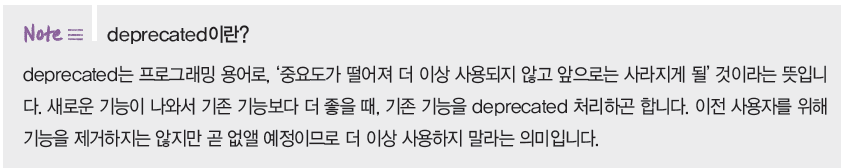 Note deprecated이란?
deprecated는 프로그래밍 용어로, ‘중요도가 떨어져 더 이상 사용되지 않고 앞으로는 사라지게 될’ 것이라는 뜻입니
다. 새로운 기능이 나와서 기존 기능보다 더 좋을 때, 기존 기능을 deprecated 처리하곤 합니다. 이전 사용자를 위해
기능을 제거하지는 않지만 곧 없앨 예정이므로 더 이상 사용하지 말라는 의미입니다.